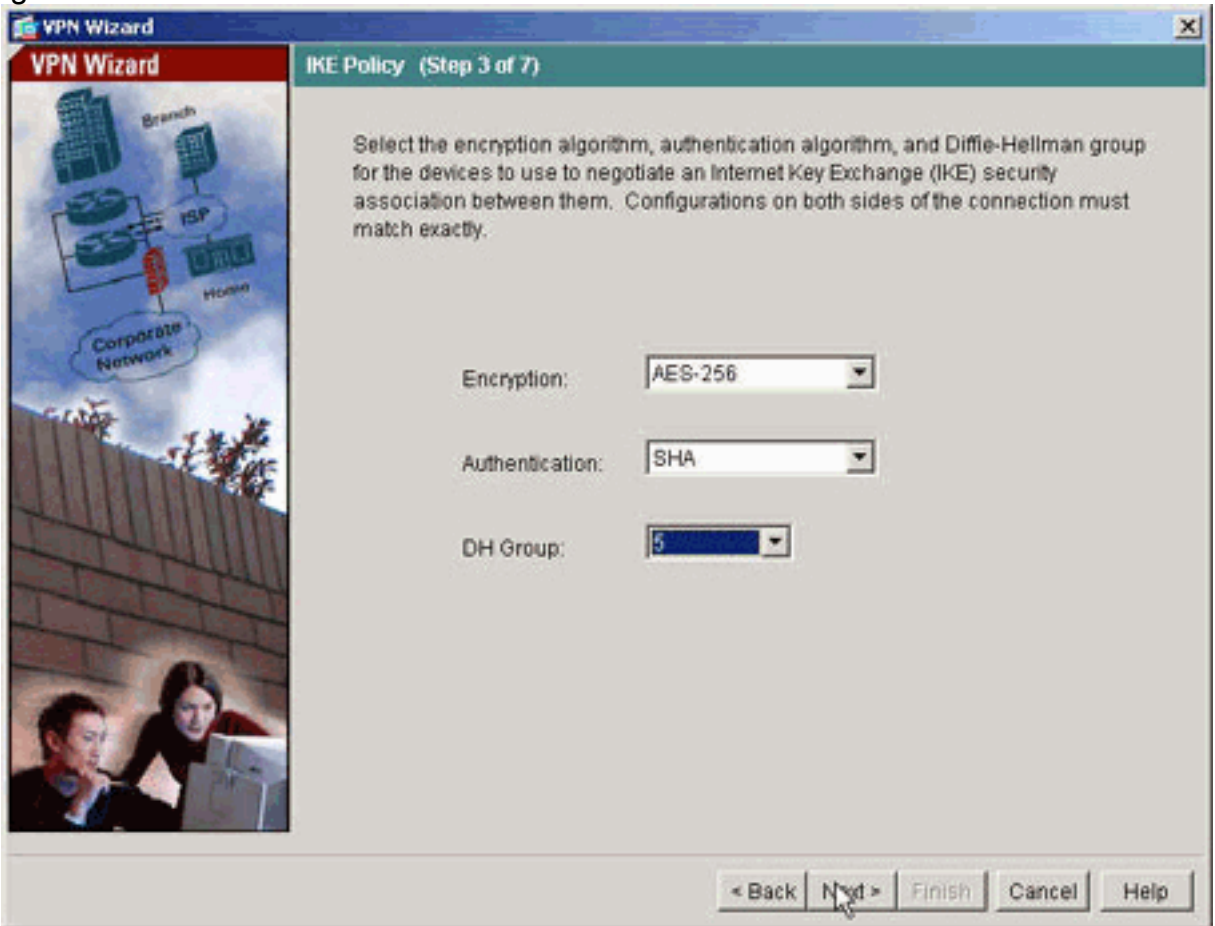 VPN Wizard
VPN Wizard
IKE Policy (Step 3 of 7)
Branch
ISP
Home
Corporate
Network
Select the encryption algorithm, authentication algorithm, and Diffie-Hellman group
for the devices to use to negotiate an Internet Key Exchange (IKE) security
association between them. Configurations on both sides of the connection must
match exactly.
Encryption: AES-256
Authentication: SHA
DH Group: 5
< Back Next > Finish Cancel Help